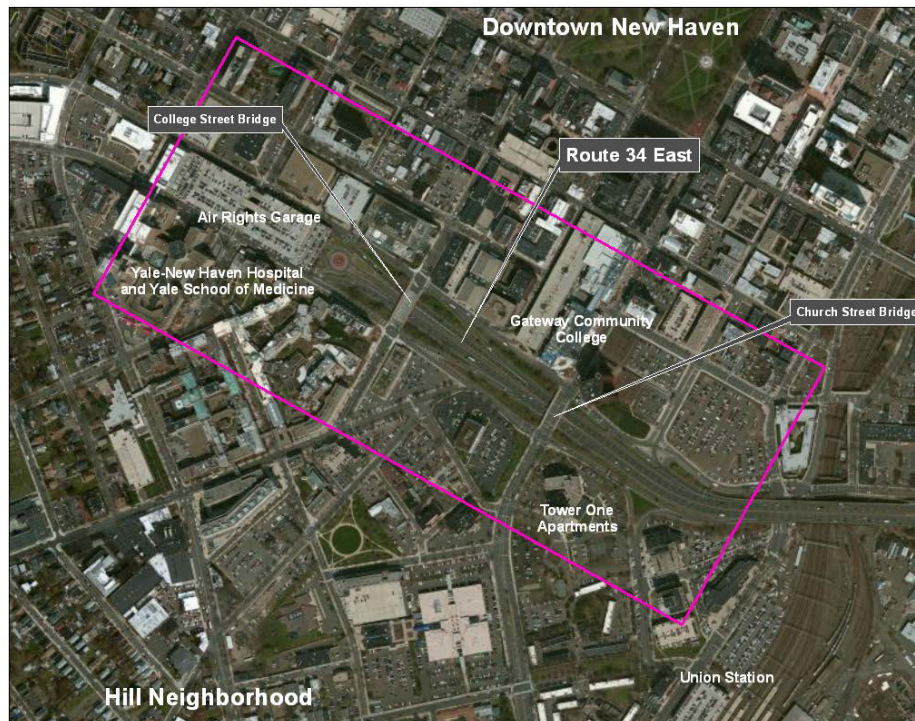 Downtown New Haven
College Street Bridge
Route 34 East
Air Rights Garage
Yale-New Haven Hospital
and Yale School of Medicine
Church Street Bridge
Gateway Community
College
Tower One
Apartments
Union Station
Hill Neighborhood